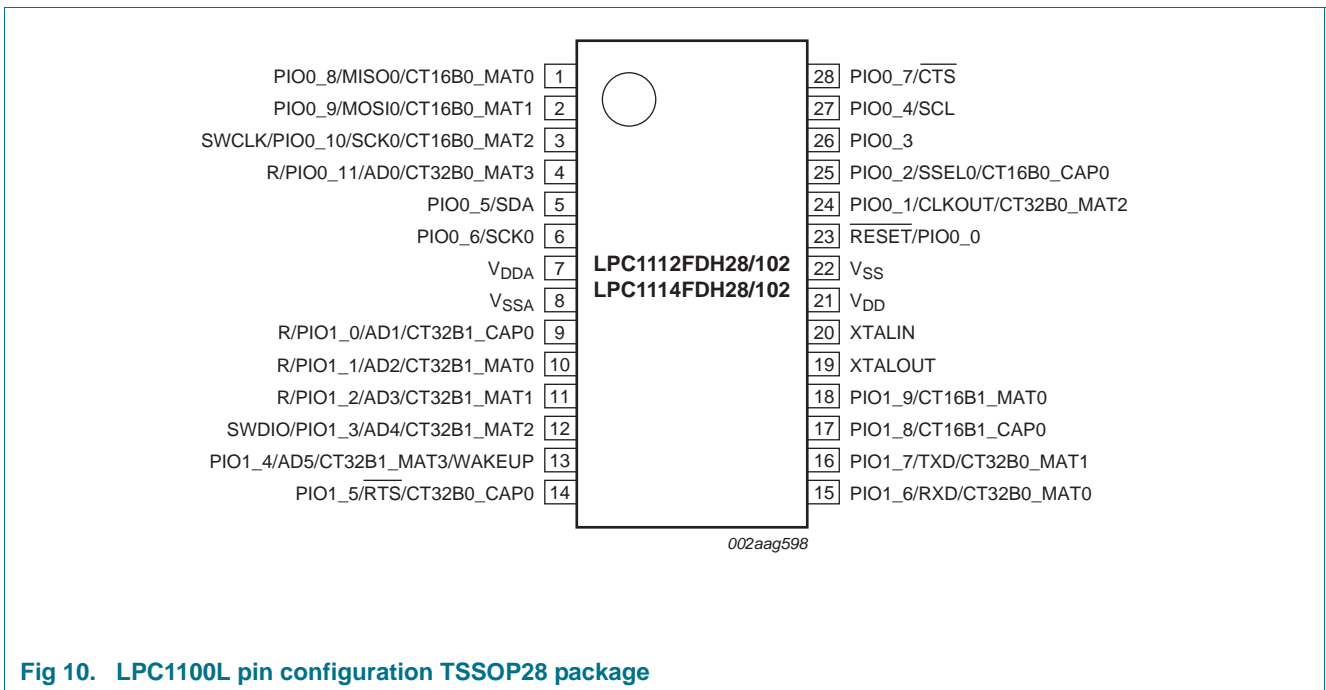 PIO0_8/MISO0/CT16B0_MAT0 1
PIO0_9/MOSI0/CT16B0_MAT1 2
SWCLK/PIO0_10/SCK0/CT16B0_MAT2 3
R/PIO0_11/AD0/CT32B0_MAT3 4
PIO0_5/SDA 5
PIO0_6/SCK0 6
VDDA 7
VSSA 8
R/PIO1_0/AD1/CT32B1_CAP0 9
R/PIO1_1/AD2/CT32B1_MAT0 10
R/PIO1_2/AD3/CT32B1_MAT1 11
SWDIO/PIO1_3/AD4/CT32B1_MAT2 12
PIO1_4/AD5/CT32B1_MAT3/WAKEUP 13
PIO1_5/RTS/CT32B0_CAP0 14
LPC1112FDH28/102
LPC1114FDH28/102
28 PIO0_7/CTS
27 PIO0_4/SCL
26 PIO0_3
25 PIO0_2/SSEL0/CT16B0_CAP0
24 PIO0_1/CLKOUT/CT32B0_MAT2
23 RESET/PIO0_0
22 VSS
21 VDD
20 XTALIN
19 XTALOUT
18 PIO1_9/CT16B1_MAT0
17 PIO1_8/CT16B1_CAP0
16 PIO1_7/TXD/CT32B0_MAT1
15 PIO1_6/RXD/CT32B0_MAT0
002aag598
Fig 10. LPC1100L pin configuration TSSOP28 package